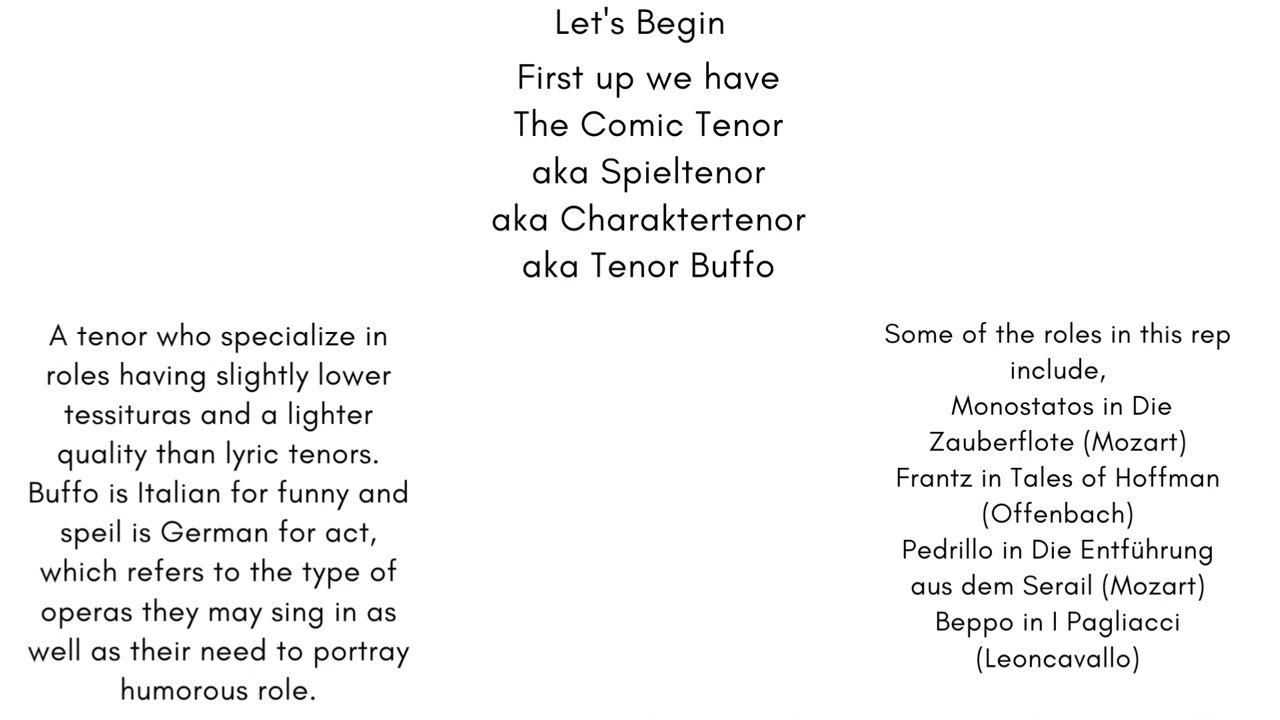 Let's Begin
First up we have
The Comic Tenor
aka Spieltenor
aka Charaktertenor
aka Tenor Buffo
A tenor who specialize in
roles having slightly lower
tessituras and a lighter
quality than lyric tenors.
Buffo is Italian for funny and
speil is German for act,
which refers to the type of
operas they may sing in as
well as their need to portray
humorous role.
Some of the roles in this rep
include,
Monostatos in Die
Zauberflote (Mozart)
Frantz in Tales of Hoffman
(Offenbach)
Pedrillo in Die Entführung
aus dem Serail (Mozart)
Beppo in I Pagliacci
(Leoncavallo)